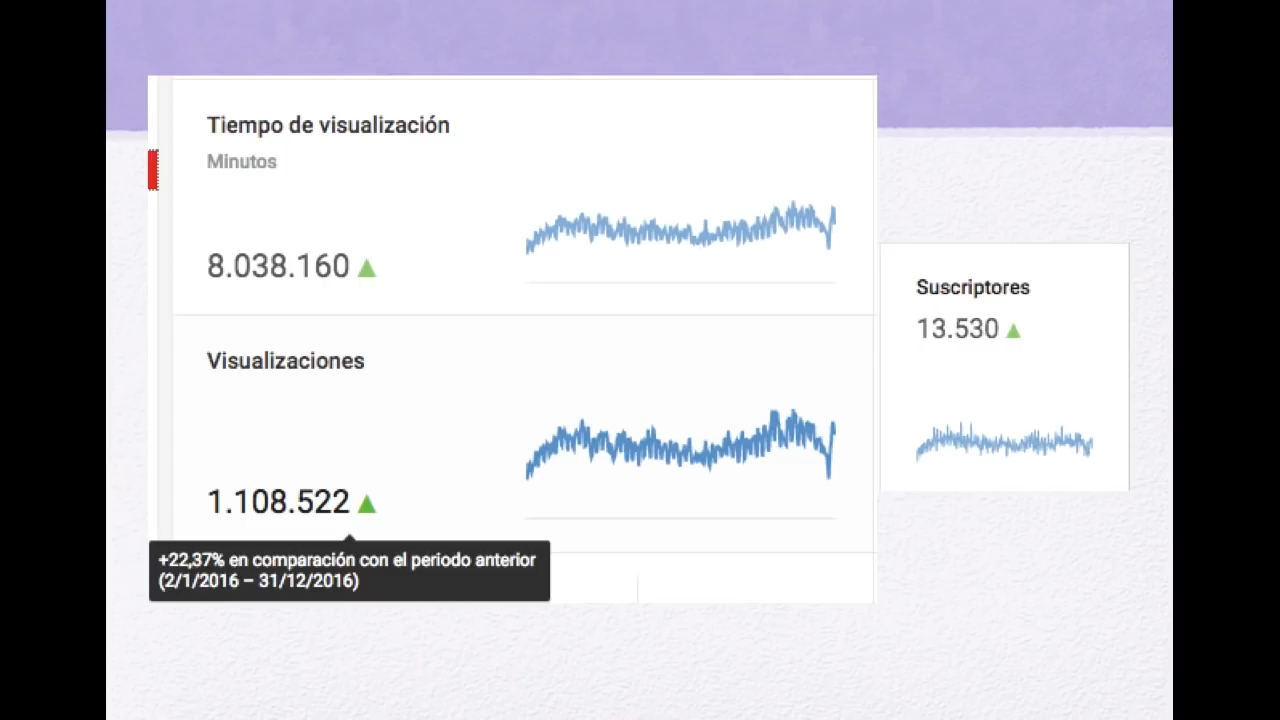 Tiempo de visualización
Minutos
8.038.160
Visualizaciones
1.108.522
+22,37% en comparación con el periodo anterior
(2/1/2016 – 31/12/2016)
Suscriptores
13.530